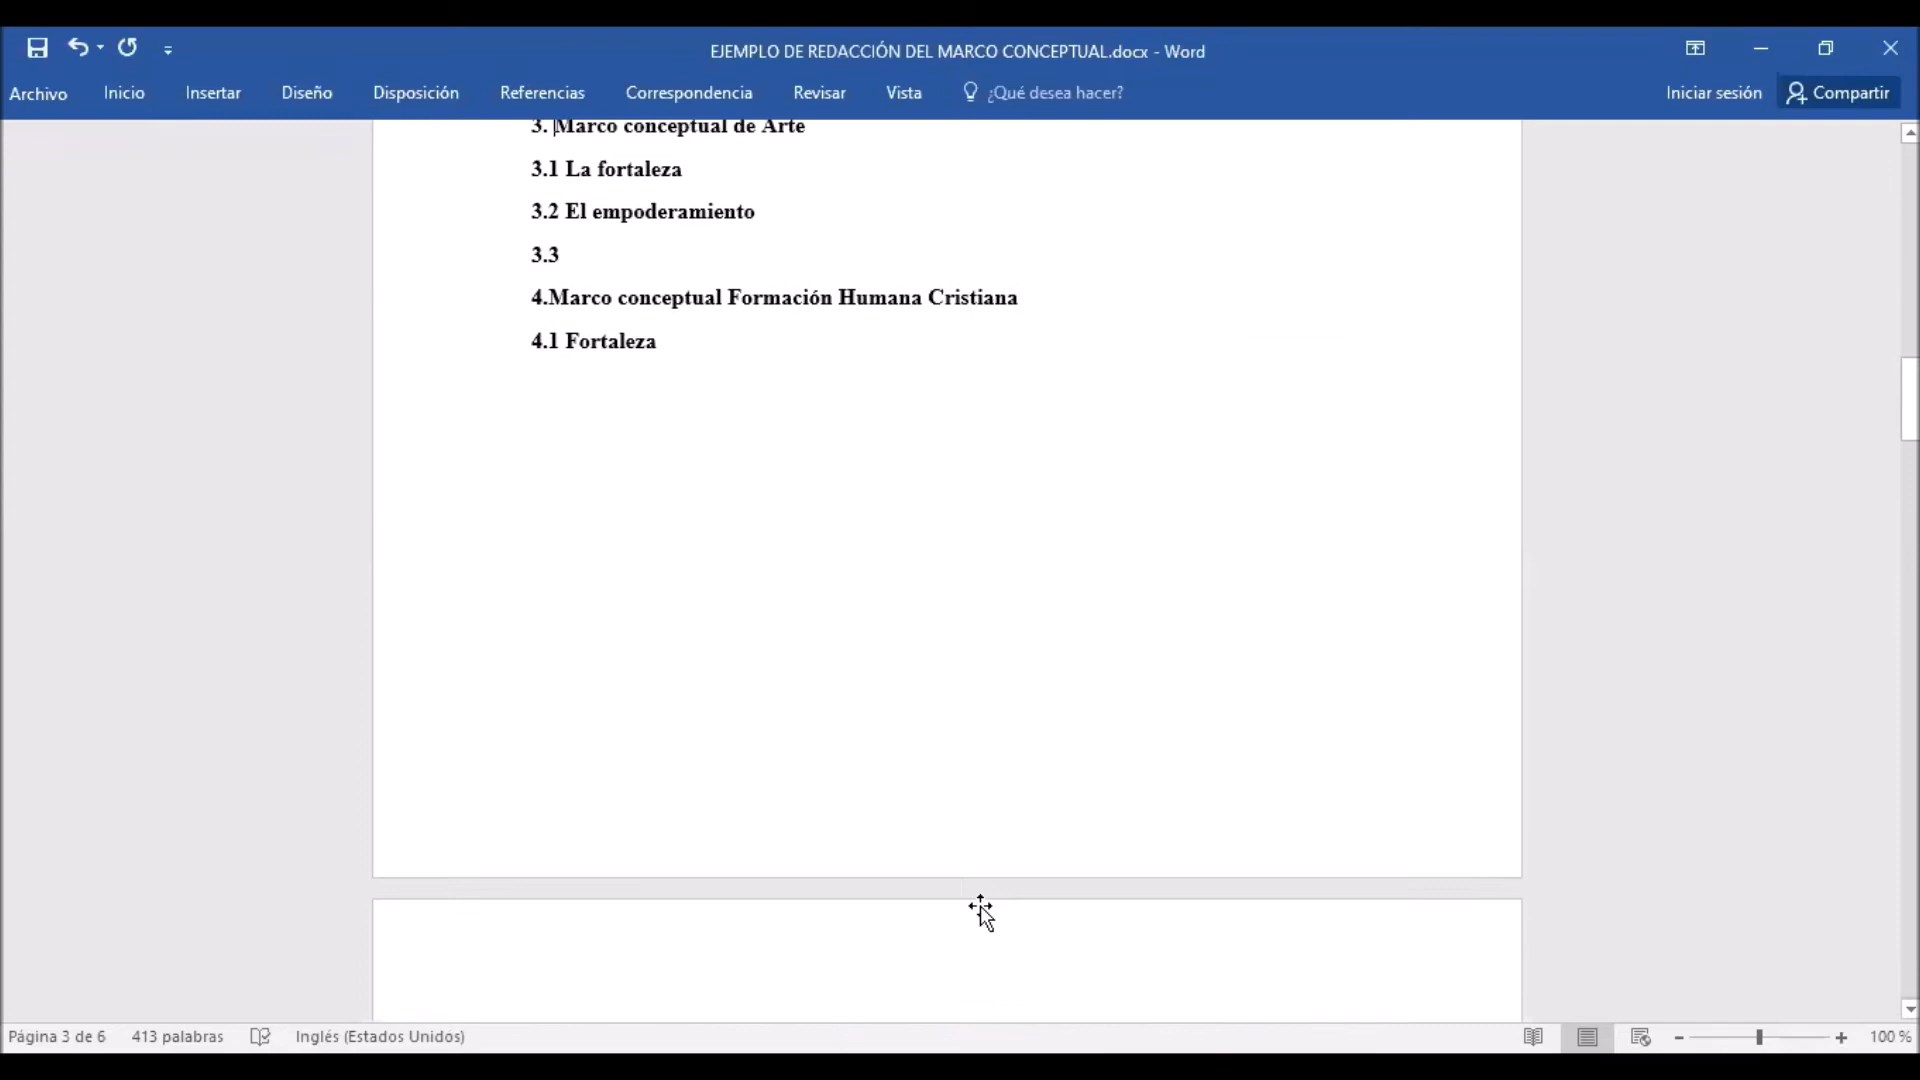 EJEMPLO DE REDACCIÓN DEL MARCO CONCEPTUAL.docx - Word
Archivo Inicio Insertar Diseño Disposición Referencias Correspondencia Revisar Vista ¿Qué desea hacer? Iniciar sesión Compartir
3. Marco conceptual de Arte
3.1 La fortaleza
3.2 El empoderamiento
3.3
4.Marco conceptual Formación Humana Cristiana
4.1 Fortaleza
Página 3 de 6 413 palabras Inglés (Estados Unidos) 100 %